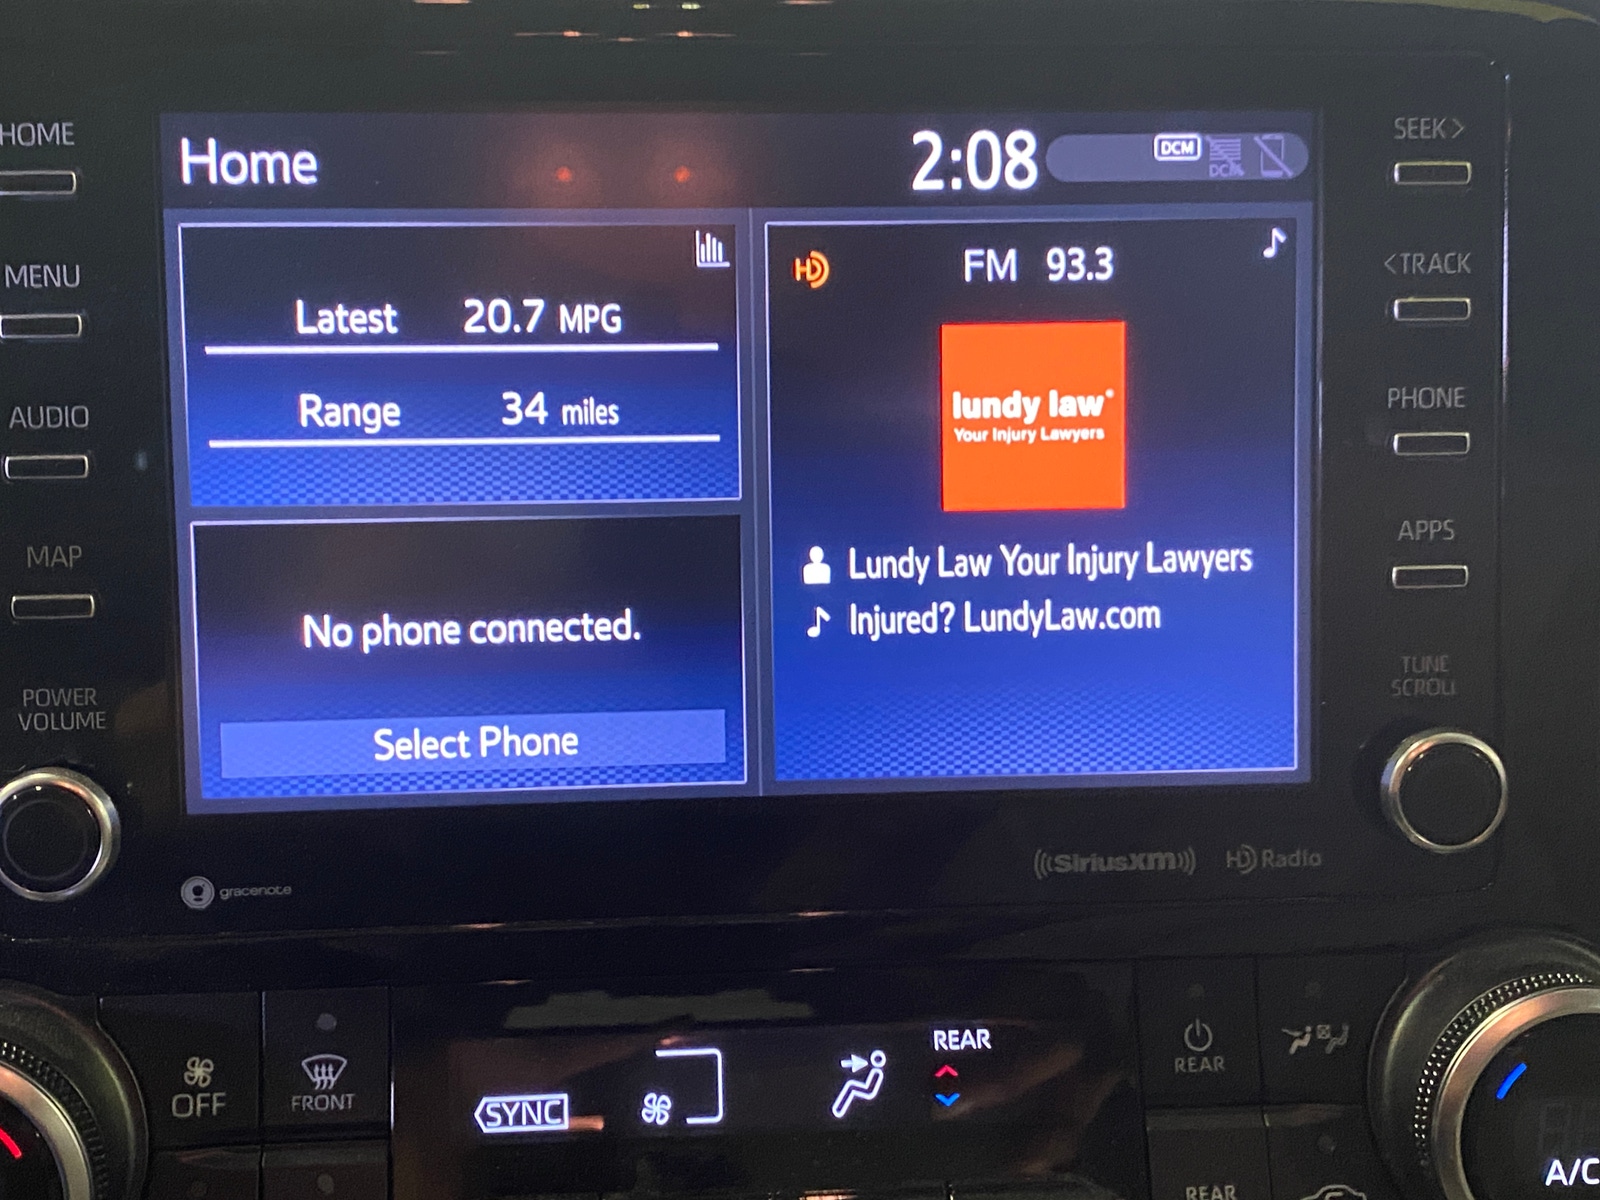 HOME
MENU
AUDIO
MAP
POWER
VOLUME
Home
2:08
DCM
DCM
Latest 20.7 MPG
Range 34 miles
No phone connected.
Select Phone
HD
FM 93.3
lundy law®
Your Injury Lawyers
Lundy Law Your Injury Lawyers
Injured? LundyLaw.com
SEEK>
<TRACK
PHONE
APPS
TUNE
SCROLL
gracenote
((SiriusXM))
HD Radio
OFF
FRONT
SYNC
REAR
REAR
REAR
A/C